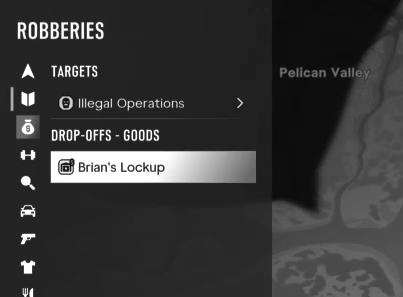 ROBBERIES
TARGETS
Pelican Valley
Illegal Operations
DROP-OFFS - GOODS
Brian's Lockup